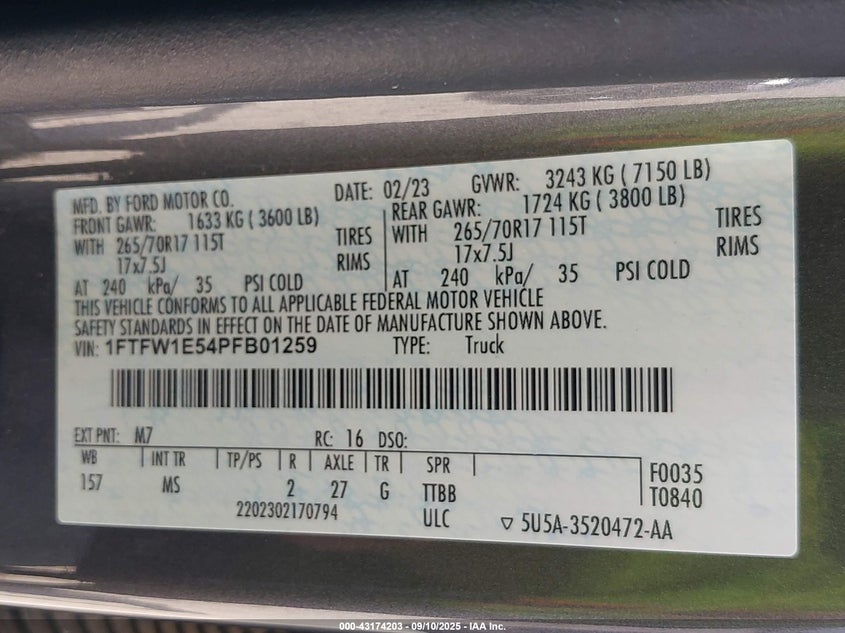 MFD. BY FORD MOTOR CO. DATE: 02/23 GVWR: 3243 KG ( 7150 LB)
FRONT GAWR: 1633 KG ( 3600 LB) REAR GAWR: 1724 KG ( 3800 LB)
WITH 265/70R17 115T TIRES WITH 265/70R17 115T TIRES
17x7.5J RIMS 17x7.5J RIMS
AT 240 kPa/ 35 PSI COLD AT 240 kPa/ 35 PSI COLD
THIS VEHICLE CONFORMS TO ALL APPLICABLE FEDERAL MOTOR VEHICLE
SAFETY STANDARDS IN EFFECT ON THE DATE OF MANUFACTURE SHOWN ABOVE.
VIN: 1FTFW1E54PFB01259 TYPE: Truck
EXT PNT: M7 RC: 16 DSO:
WB INT TR TP/PS R AXLE TR SPR F0035
157 MS 2 27 G TTBB T0840
2202302170794 ULC ▽ 5U5A-3520472-AA
000-43174203 - 09/10/2025 - IAA Inc.